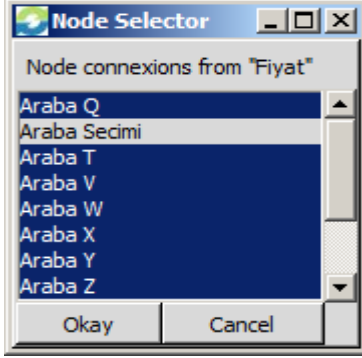 Node Selector
Node connexions from "Fiyat"
Araba Q
Araba Secimi
Araba T
Araba V
Araba W
Araba X
Araba Y
Araba Z
Okay Cancel